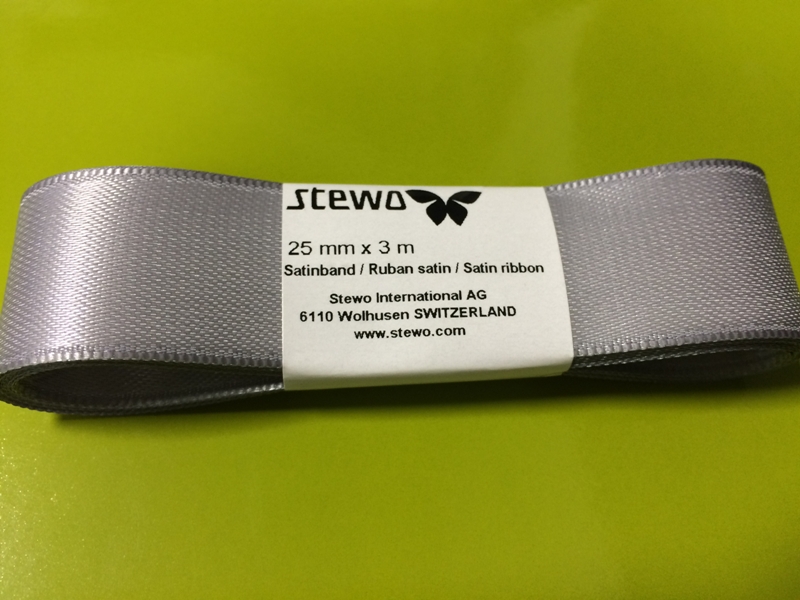 stewo
25 mm x 3 m
Satinband / Ruban satin / Satin ribbon
Stewo International AG
6110 Wolhusen SWITZERLAND
www.stewo.com